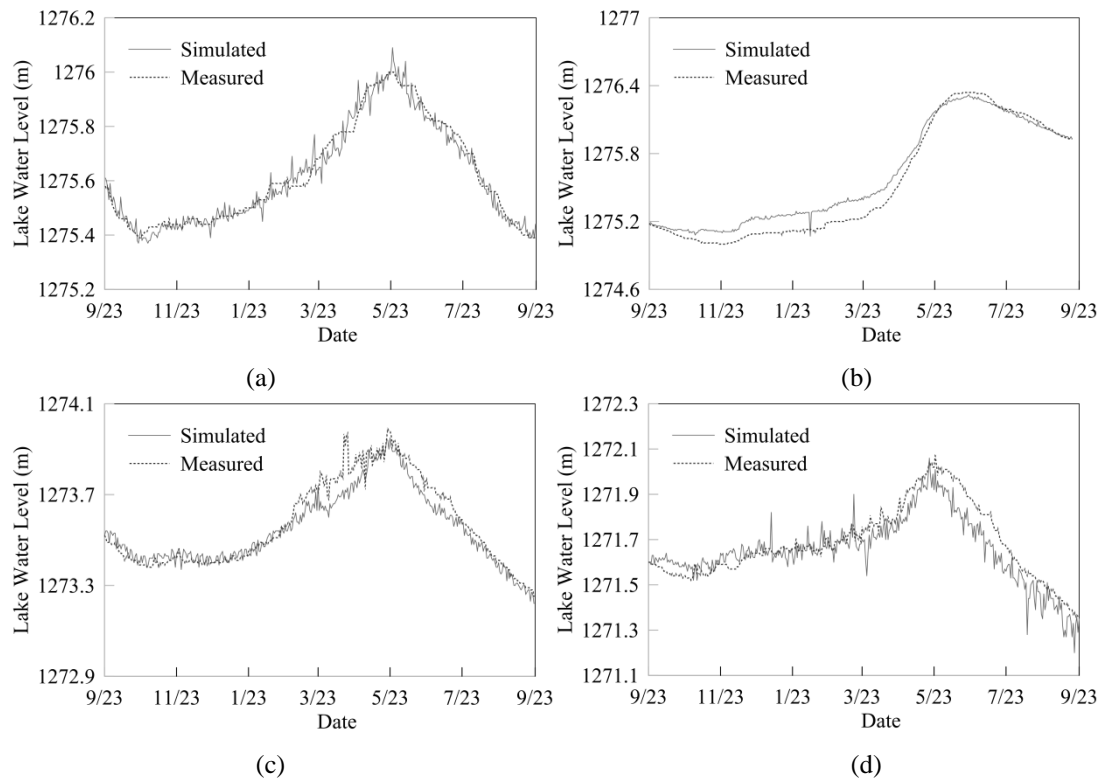 1276.2
1276
1275.8
1275.6
1275.4
1275.2
Lake Water Level (m)
Simulated
Measured
9/23 11/23 1/23 3/23 5/23 7/23 9/23
Date
(a)
1277
1276.4
1275.8
1275.2
1274.6
Lake Water Level (m)
Simulated
Measured
9/23 11/23 1/23 3/23 5/23 7/23 9/23
Date
(b)
1274.1
1273.7
1273.3
1272.9
Lake Water Level (m)
Simulated
Measured
9/23 11/23 1/23 3/23 5/23 7/23 9/23
Date
(c)
1272.3
1272.1
1271.9
1271.7
1271.5
1271.3
1271.1
Lake Water Level (m)
Simulated
Measured
9/23 11/23 1/23 3/23 5/23 7/23 9/23
Date
(d)